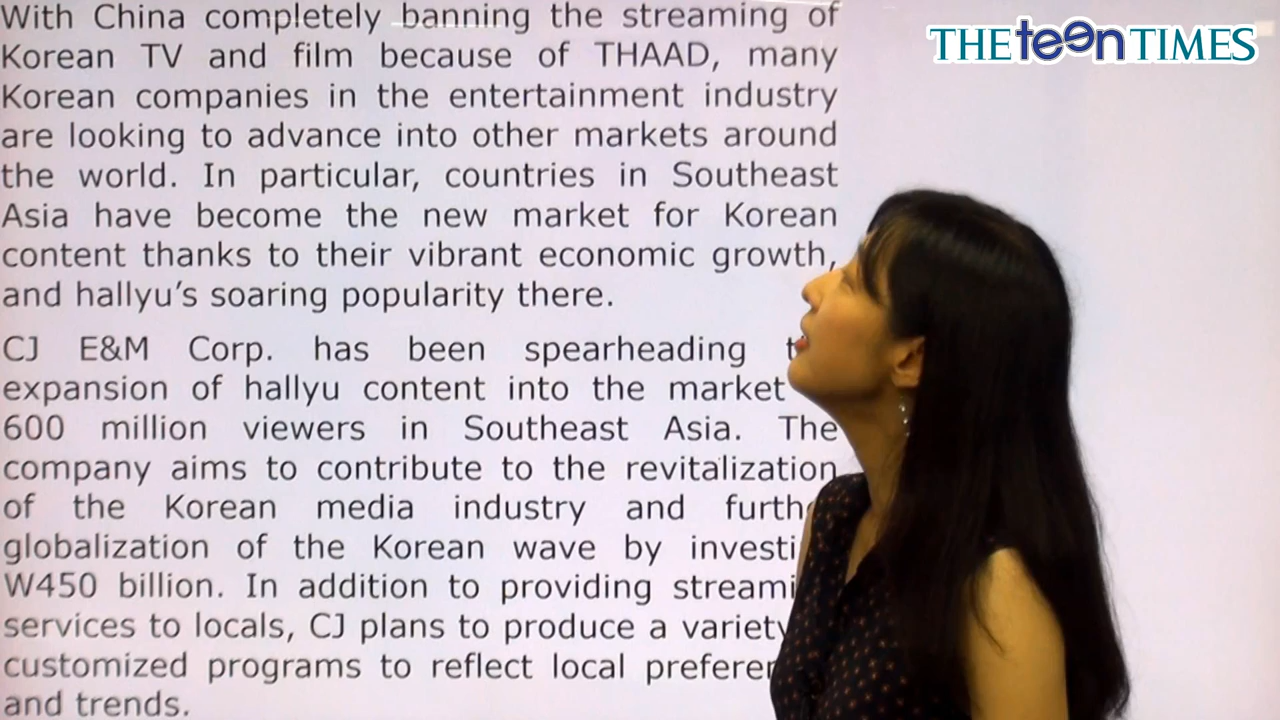 With China completely banning the streaming of
Korean TV and film because of THAAD, many
Korean companies in the entertainment industry
are looking to advance into other markets around
the world. In particular, countries in Southeast
Asia have become the new market for Korean
content thanks to their vibrant economic growth,
and hallyu's soaring popularity there.
CJ E&M Corp. has been spearheading
expansion of hallyu content into the market
600 million viewers in Southeast Asia. The
company aims to contribute to the revitalization
of the Korean media industry and
globalization of the Korean wave by
W450 billion. In addition to providing
services to locals, CJ plans to produce a variety
customized programs to reflect local
and trends.
THE teen TIMES